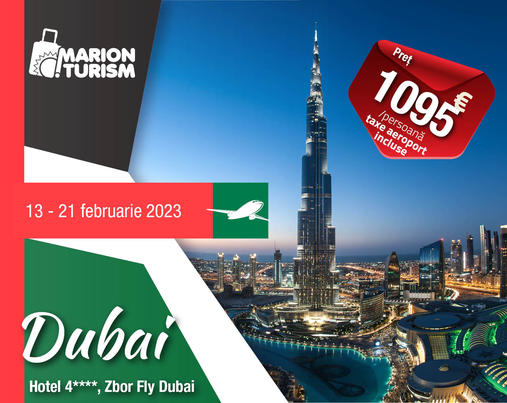 MARION
TURISM
Preț
1095€
/persoană
taxe aeroport
incluse
13 - 21 februarie 2023
Dubai
Hotel 4****, Zbor Fly Dubai